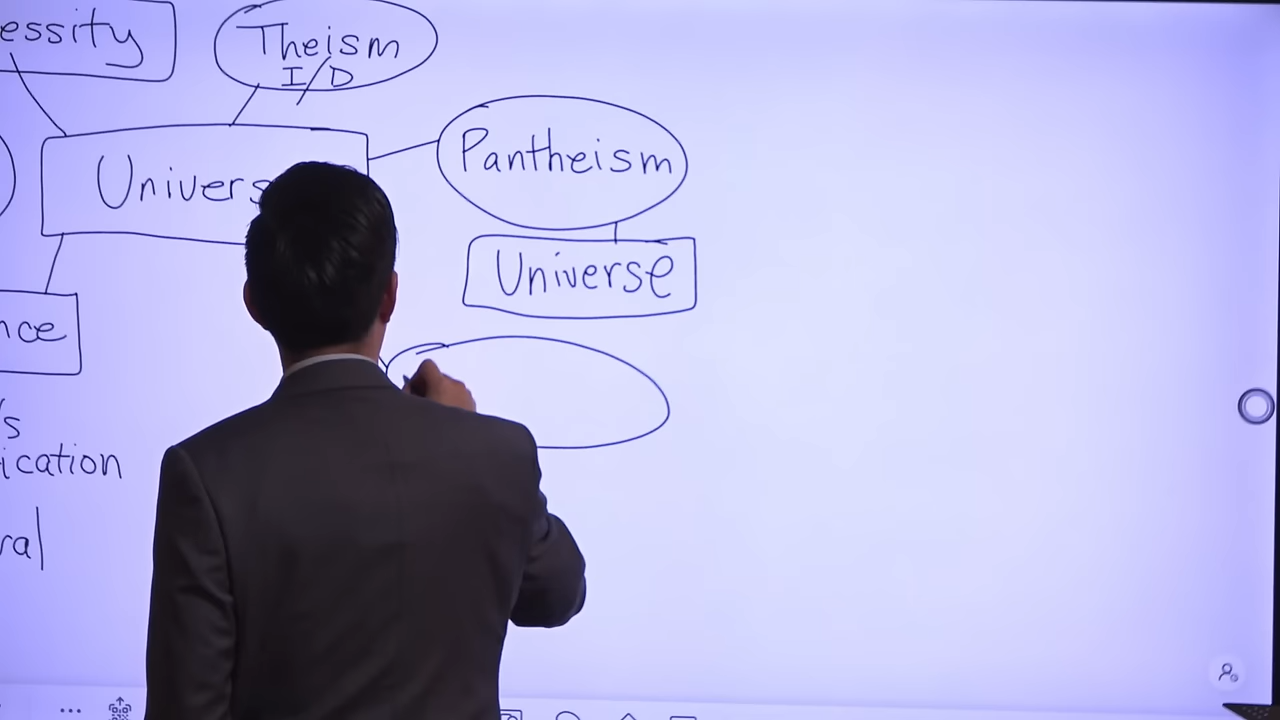 essity
Theism
I/D
Pantheism
Univers
Universe
nce
's
ication
ral